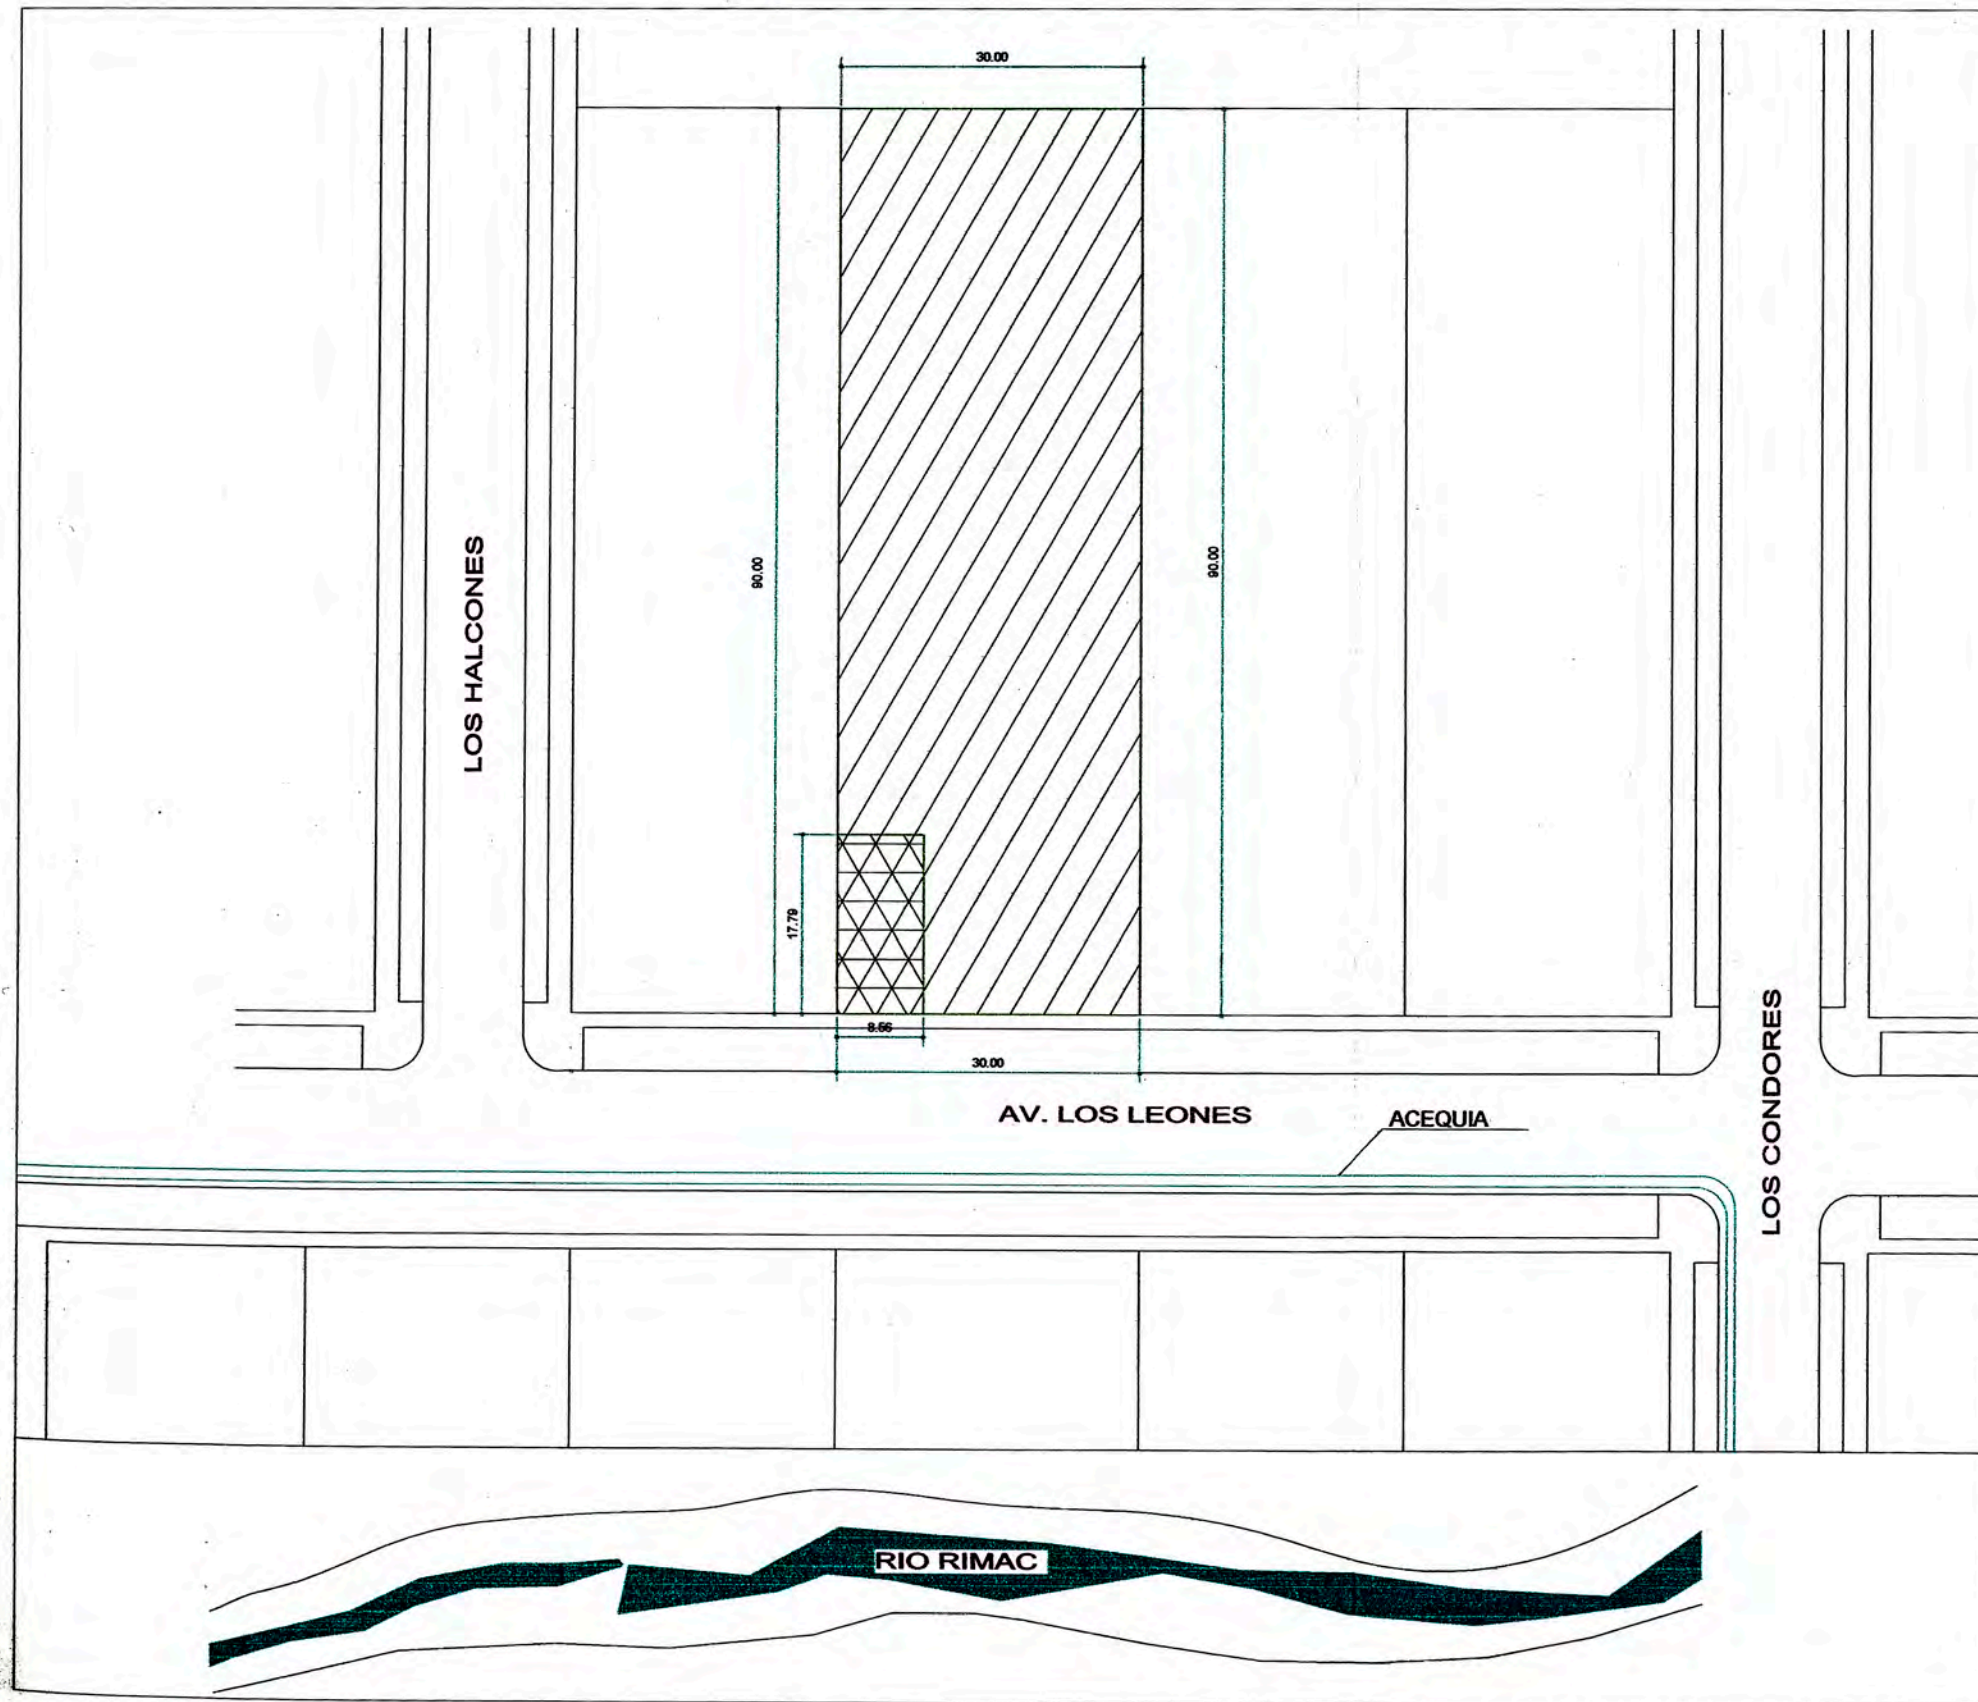 30.00
90.00
90.00
LOS HALCONES
17.79
8.56
30.00
AV. LOS LEONES
ACEQUIA
LOS CONDORES
RIO RIMAC